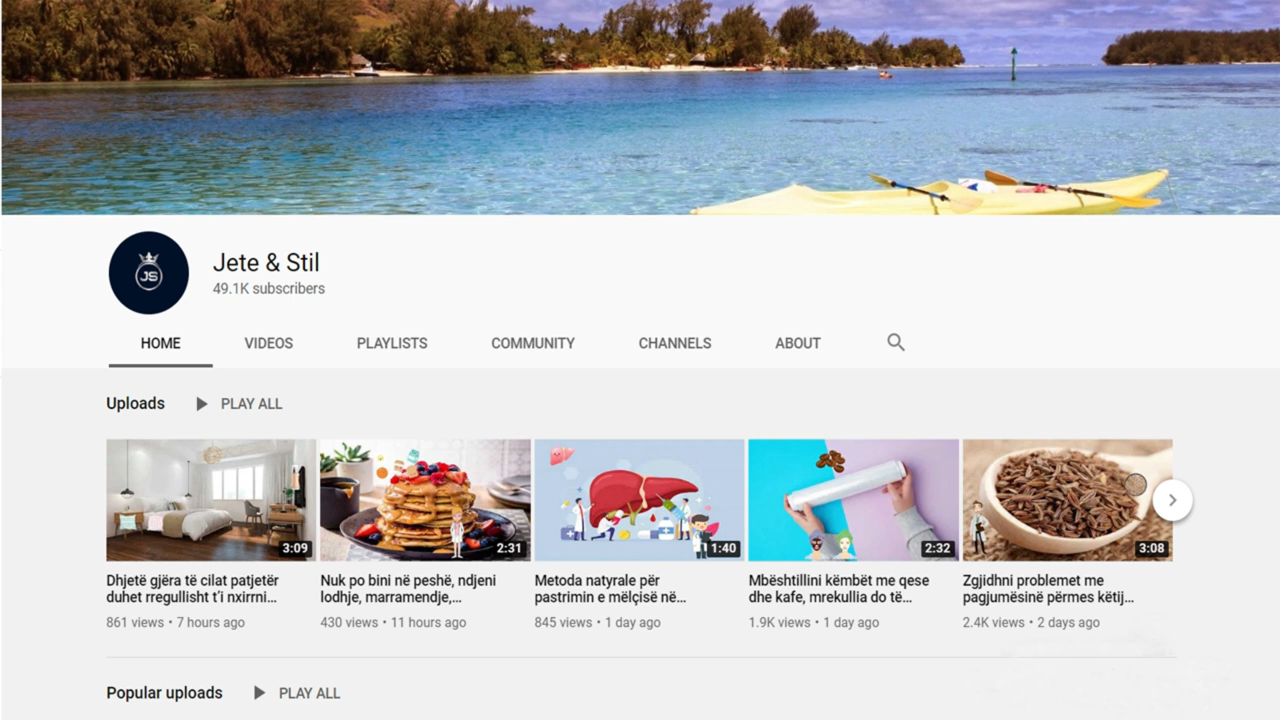 JS
Jete & Stil
49.1K subscribers
HOME VIDEOS PLAYLISTS COMMUNITY CHANNELS ABOUT
Uploads PLAY ALL
3:09 2:31 1:40 2:32 3:08
Dhjetë gjëra të cilat patjetër
duhet rregullisht t'i nxirrni...
861 views • 7 hours ago
Nuk po bini në peshë, ndjeni
lodhje, marramendje,...
430 views • 11 hours ago
Metoda natyrale për
pastrimin e mëlçisë në...
845 views • 1 day ago
Mbështillini këmbët me qese
dhe kafe, mrekullia do të...
1.9K views • 1 day ago
Zgjidhni problemet me
pagjumësinë përmes këtij...
2.4K views • 2 days ago
Popular uploads PLAY ALL